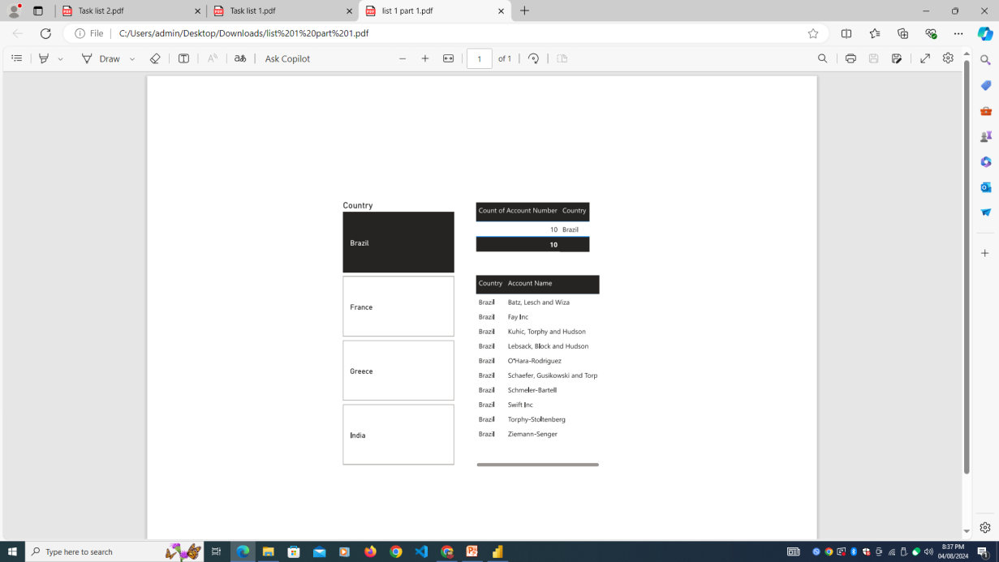 Task list 2.pdf
Task list 1.pdf
list 1 part 1.pdf
File
C:/Users/admin/Desktop/Downloads/list%201%20part%201.pdf
Draw
Ask Copilot
1 of 1
Country
Brazil
France
Greece
India
Count of Account Number Country
10 Brazil
10
Country Account Name
Brazil Batz, Lesch and Wiza
Brazil Fay Inc
Brazil Kuhic, Torphy and Hudson
Brazil Lebsack, Block and Hudson
Brazil O'Hara-Rodriguez
Brazil Schaefer, Gusikowski and Torp
Brazil Schmeler-Bartell
Brazil Swift Inc
Brazil Torphy-Stoltenberg
Brazil Ziemann-Senger
Type here to search
8:37 PM
04/08/2024